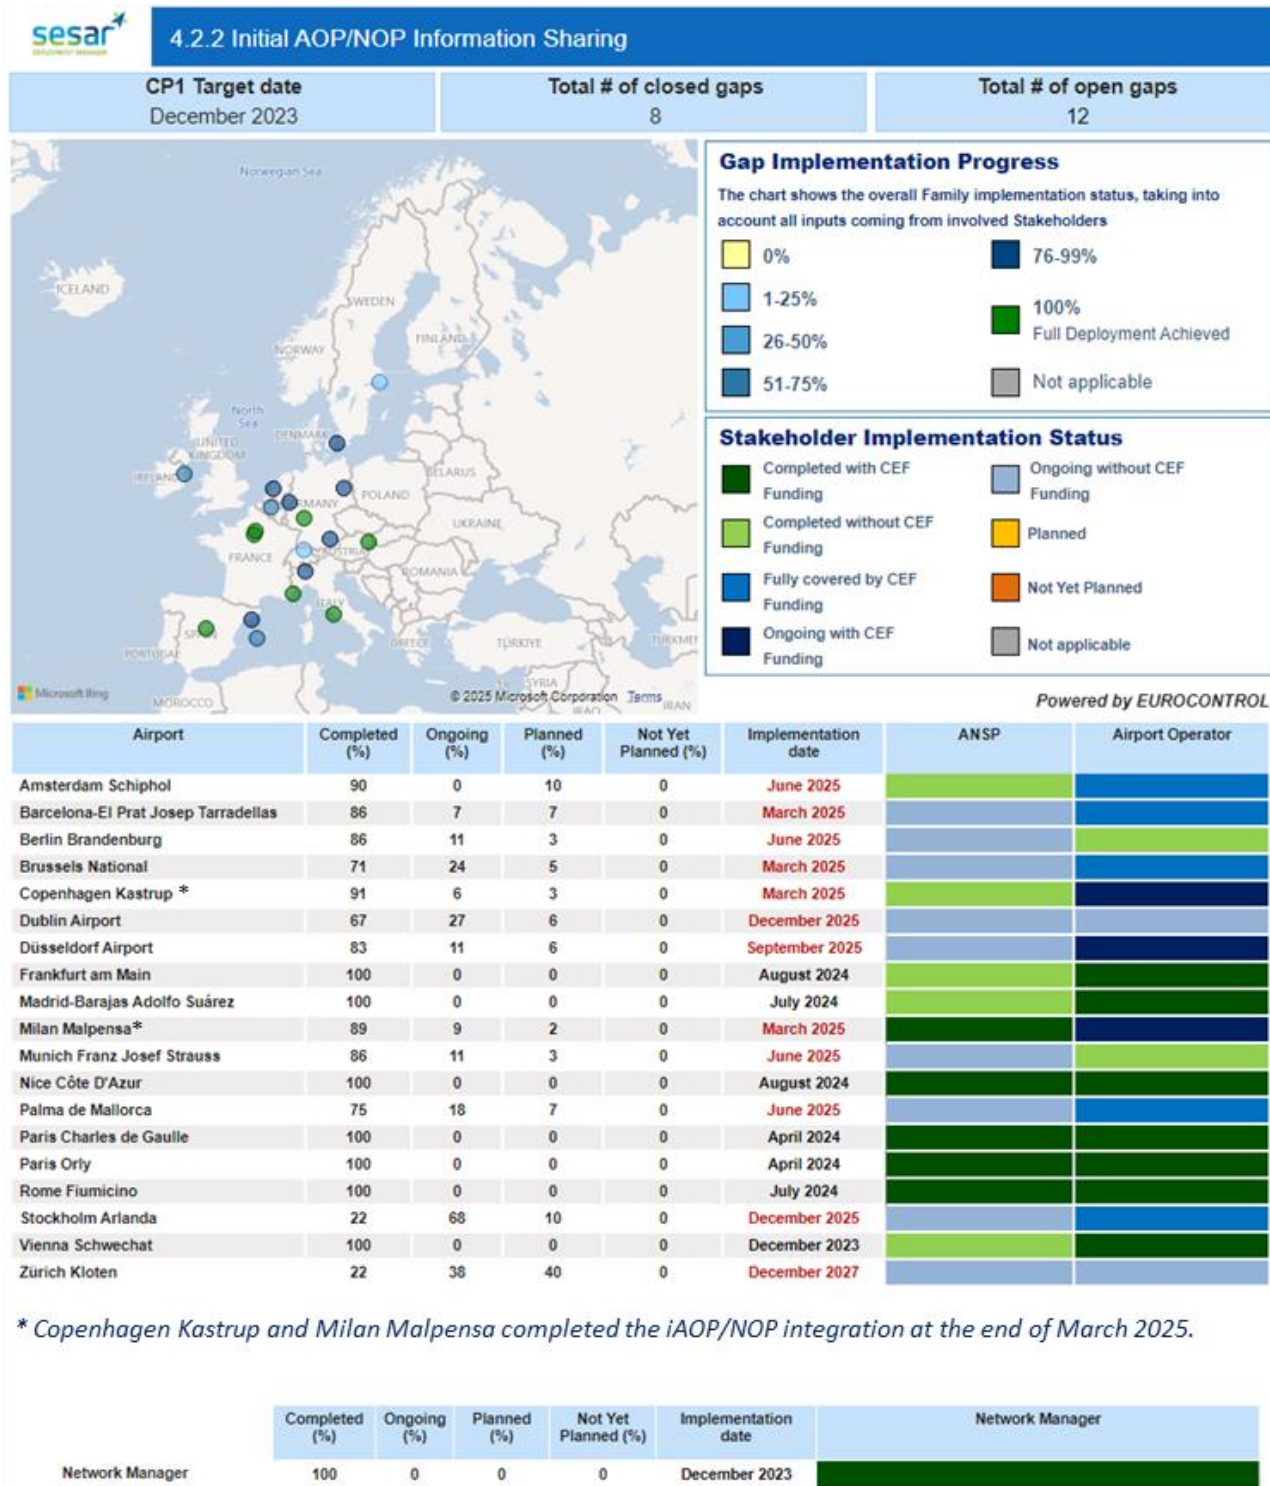 sesar
DEPLOYMENT MANAGER
4.2.2 Initial AOP/NOP Information Sharing
CP1 Target date
December 2023
Total # of closed gaps
8
Total # of open gaps
12
Norwegian Sea
ICELAND
SWEDEN
FINLAND
NORWAY
North
Sea
DENMARK
UNITED
KINGDOM
IRELAND
BELARUS
POLAND
UKRAINE
FRANCE
AUSTRIA
ROMANIA
ITALY
PORTUGAL
GREECE
TÜRKIYE
SYRIA
IRAQ
IRAN
MOROCCO
Microsoft Bing
© 2025 Microsoft Corporation Terms
Gap Implementation Progress
The chart shows the overall Family implementation status, taking into
account all inputs coming from involved Stakeholders
0%
1-25%
26-50%
51-75%
76-99%
100%
Full Deployment Achieved
Not applicable
Stakeholder Implementation Status
Completed with CEF
Funding
Completed without CEF
Funding
Fully covered by CEF
Funding
Ongoing with CEF
Funding
Ongoing without CEF
Funding
Planned
Not Yet Planned
Not applicable
Powered by EUROCONTROL
Airport Completed (%) Ongoing (%) Planned (%) Not Yet Planned (%) Implementation date ANSP Airport Operator
Amsterdam Schiphol 90 0 10 0 June 2025
Barcelona-El Prat Josep Tarradellas 86 7 7 0 March 2025
Berlin Brandenburg 86 11 3 0 June 2025
Brussels National 71 24 5 0 March 2025
Copenhagen Kastrup * 91 6 3 0 March 2025
Dublin Airport 67 27 6 0 December 2025
Düsseldorf Airport 83 11 6 0 September 2025
Frankfurt am Main 100 0 0 0 August 2024
Madrid-Barajas Adolfo Suárez 100 0 0 0 July 2024
Milan Malpensa* 89 9 2 0 March 2025
Munich Franz Josef Strauss 86 11 3 0 June 2025
Nice Côte D'Azur 100 0 0 0 August 2024
Palma de Mallorca 75 18 7 0 June 2025
Paris Charles de Gaulle 100 0 0 0 April 2024
Paris Orly 100 0 0 0 April 2024
Rome Fiumicino 100 0 0 0 July 2024
Stockholm Arlanda 22 68 10 0 December 2025
Vienna Schwechat 100 0 0 0 December 2023
Zürich Kloten 22 38 40 0 December 2027
* Copenhagen Kastrup and Milan Malpensa completed the iAOP/NOP integration at the end of March 2025.
Completed (%) Ongoing (%) Planned (%) Not Yet Planned (%) Implementation date Network Manager
Network Manager 100 0 0 0 December 2023